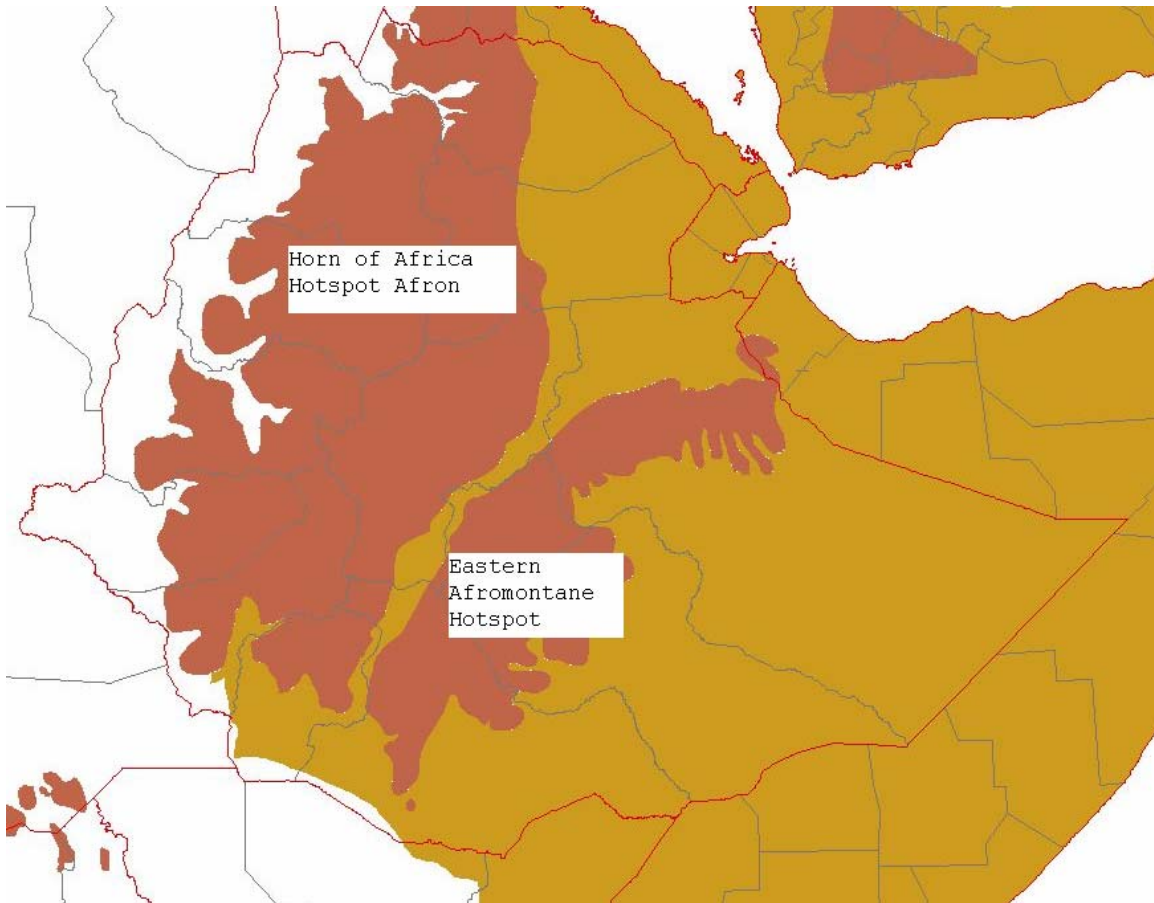 Horn of Africa
Hotspot Afron
Eastern
Afromontane
Hotspot